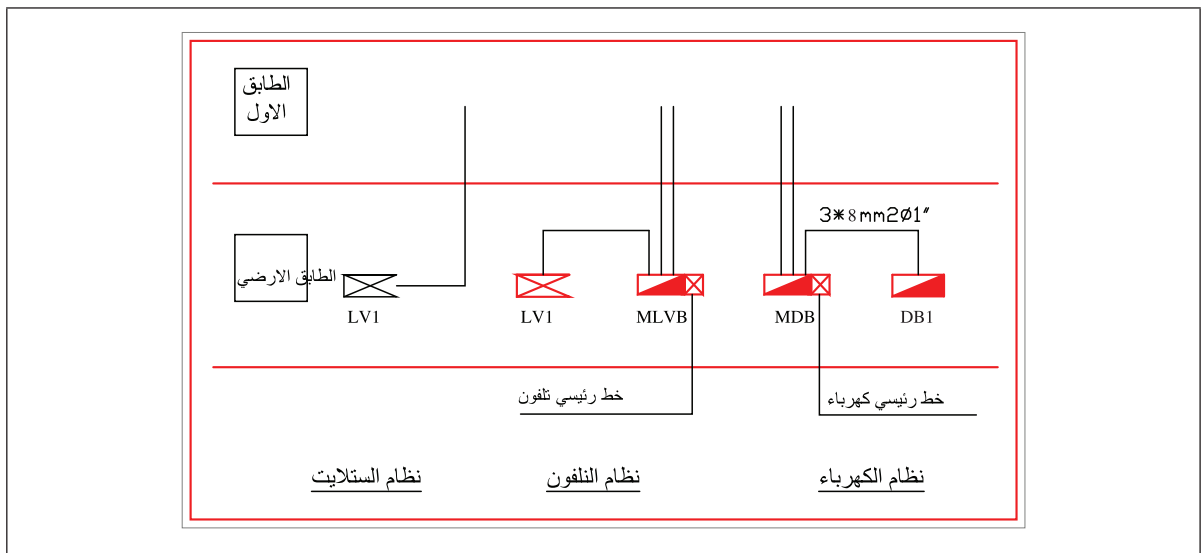 الطابق
الاول
3*8mm2Ø1"
الطابق الارضي
LV1
LV1
MLVB
MDB
DB1
خط رئيسي تلفون
خط رئيسي كهرباء
نظام الستلايت
نظام التلفون
نظام الكهرباء